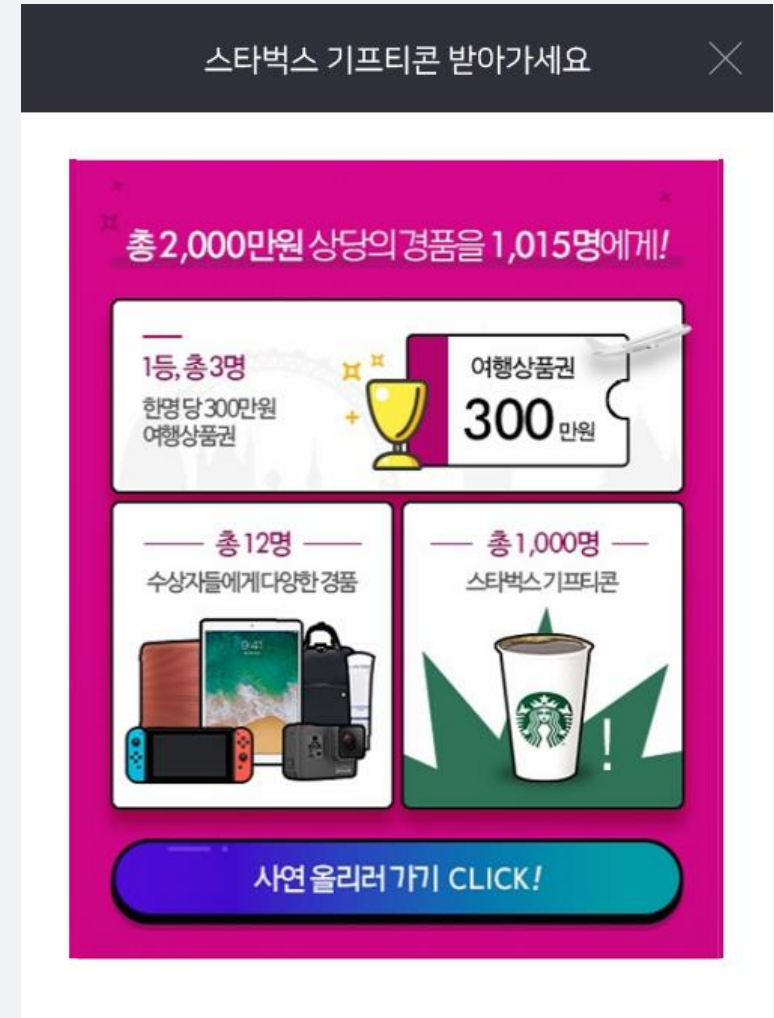 스타벅스 기프티콘 받아가세요
총 2,000만원 상당의 경품을 1,015명에게!
1등, 총 3명
한명 당 300만원
여행상품권
여행상품권
300 만원
총 12명
수상자들에게 다양한 경품
9:41
총 1,000명
스타벅스 기프티콘
!
사연 올리러 가기 CLICK!